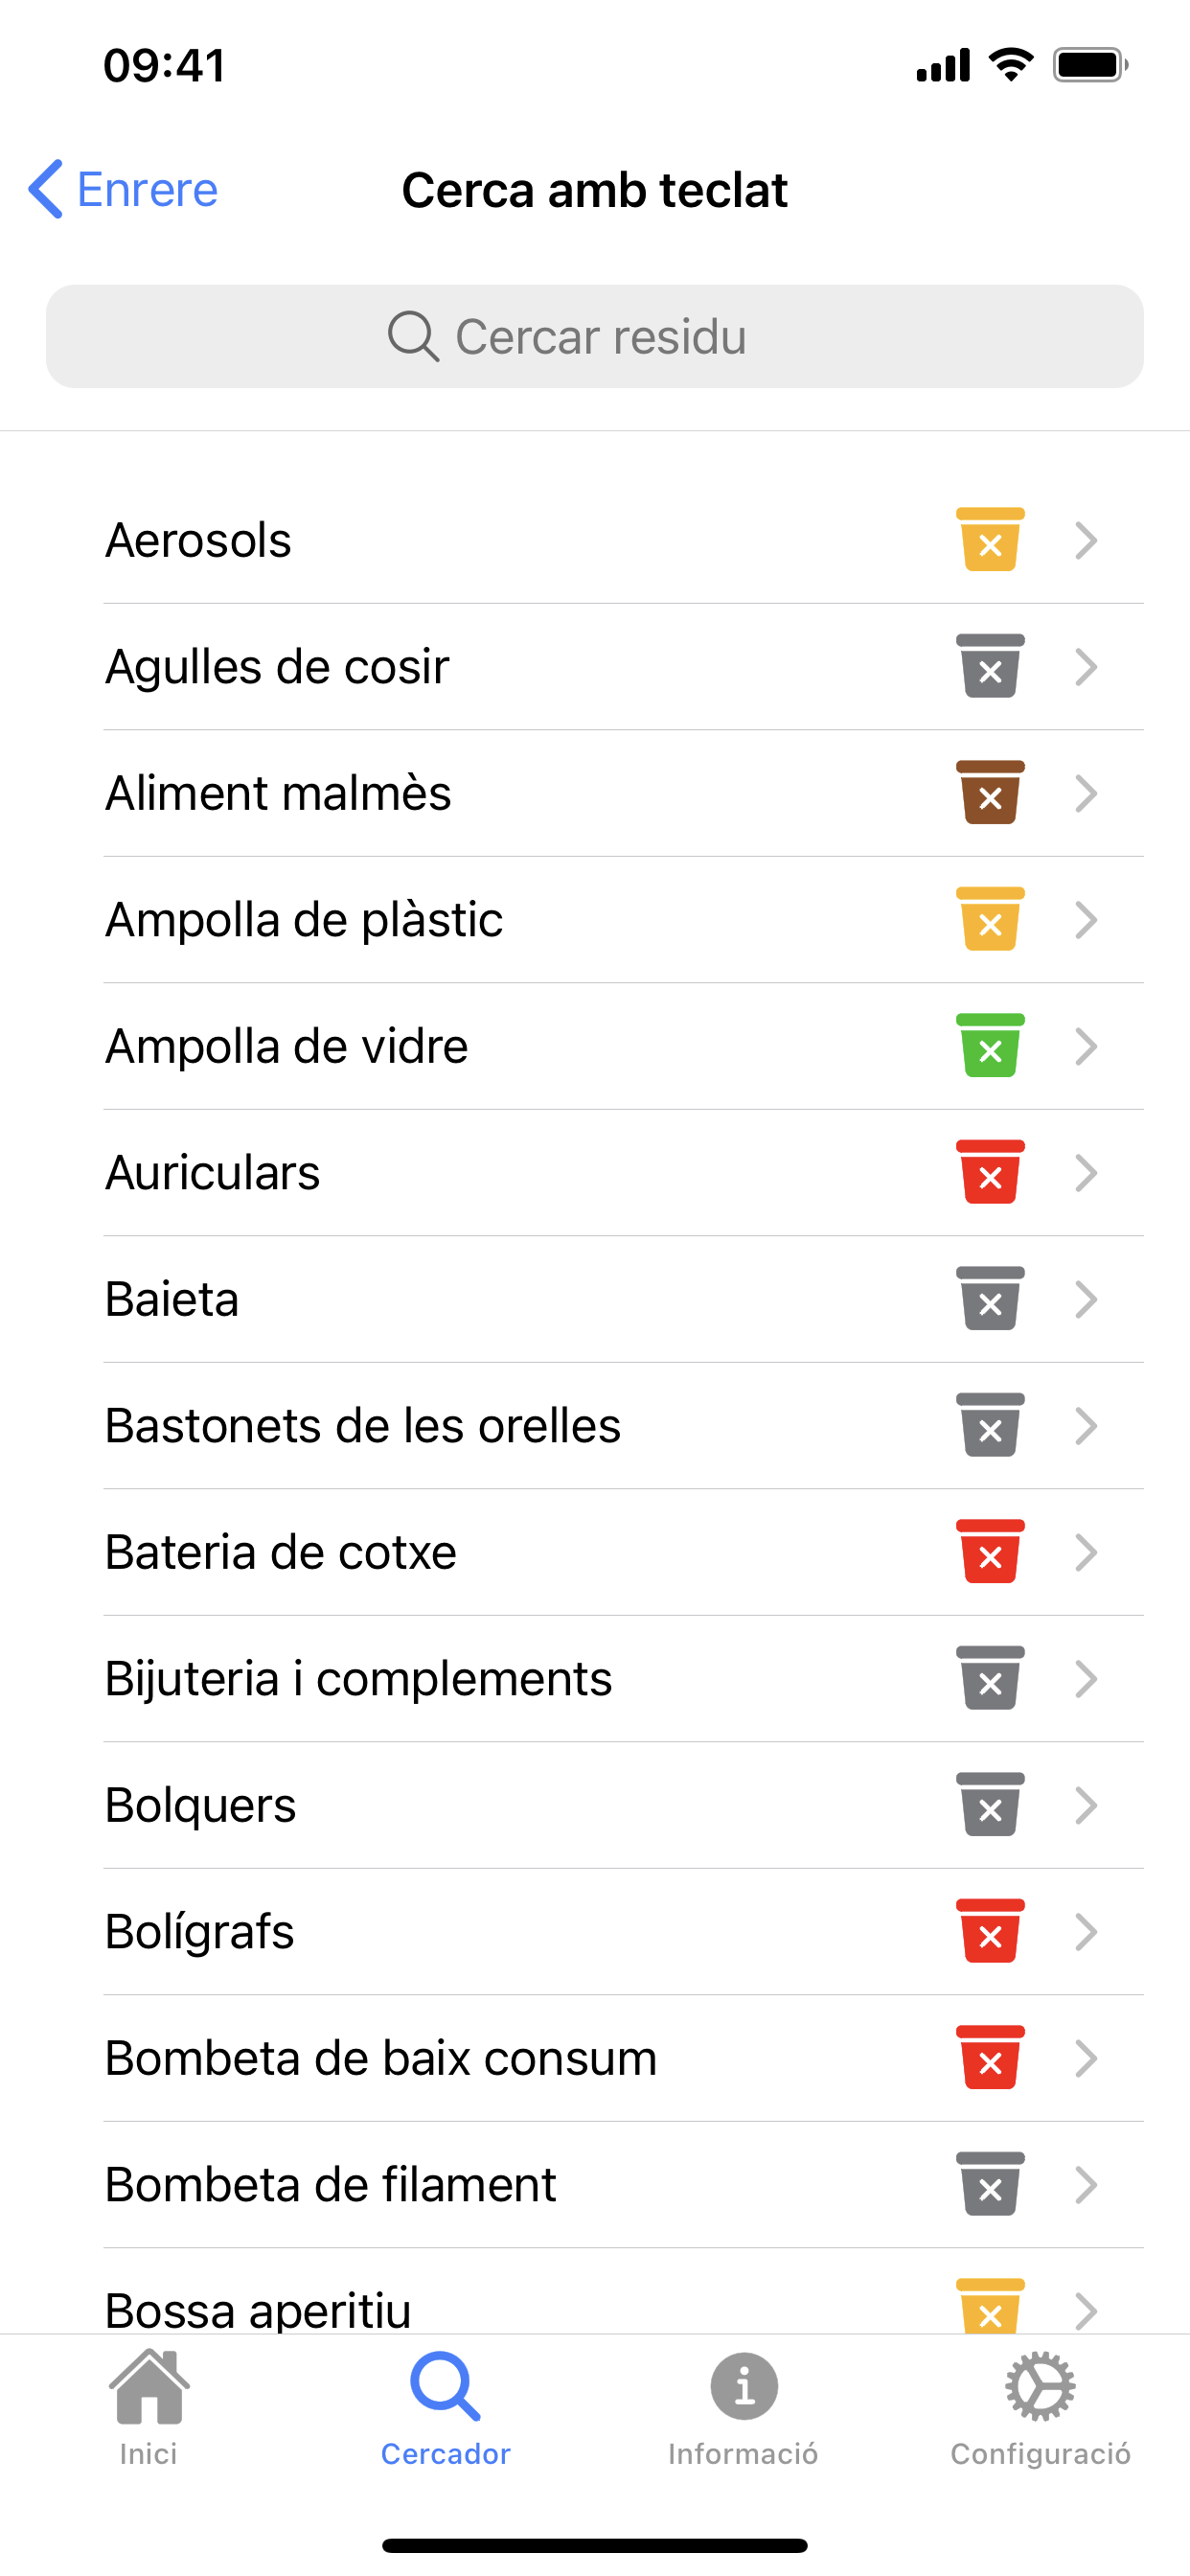 09:41
Enrere
Cerca amb teclat
Cercar residu
Aerosols
Agulles de cosir
Aliment malmès
Ampolla de plàstic
Ampolla de vidre
Auriculars
Baieta
Bastonets de les orelles
Bateria de cotxe
Bijuteria i complements
Bolquers
Bolígrafs
Bombeta de baix consum
Bombeta de filament
Bossa aperitiu
Inici
Cercador
Informació
Configuració